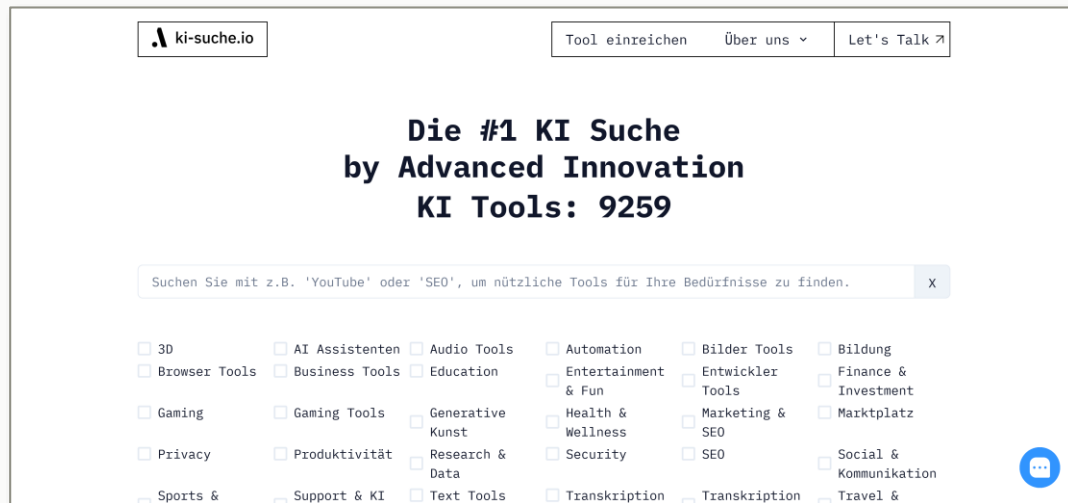 ki-suche.io
Tool einreichen Über uns Let's Talk
Die #1 KI Suche
by Advanced Innovation
KI Tools: 9259
Suchen Sie mit z.B. 'YouTube' oder 'SEO', um nützliche Tools für Ihre Bedürfnisse zu finden. X
3D AI Assistenten Audio Tools Automation Bilder Tools Bildung
Browser Tools Business Tools Education Entertainment & Fun Entwickler Tools Finance & Investment
Gaming Gaming Tools Generative Kunst Health & Wellness Marketing & SEO Marktplatz
Privacy Produktivität Research & Data Security SEO Social & Kommunikation
Sports & Support & KI Text Tools Transkription Transkription Travel &